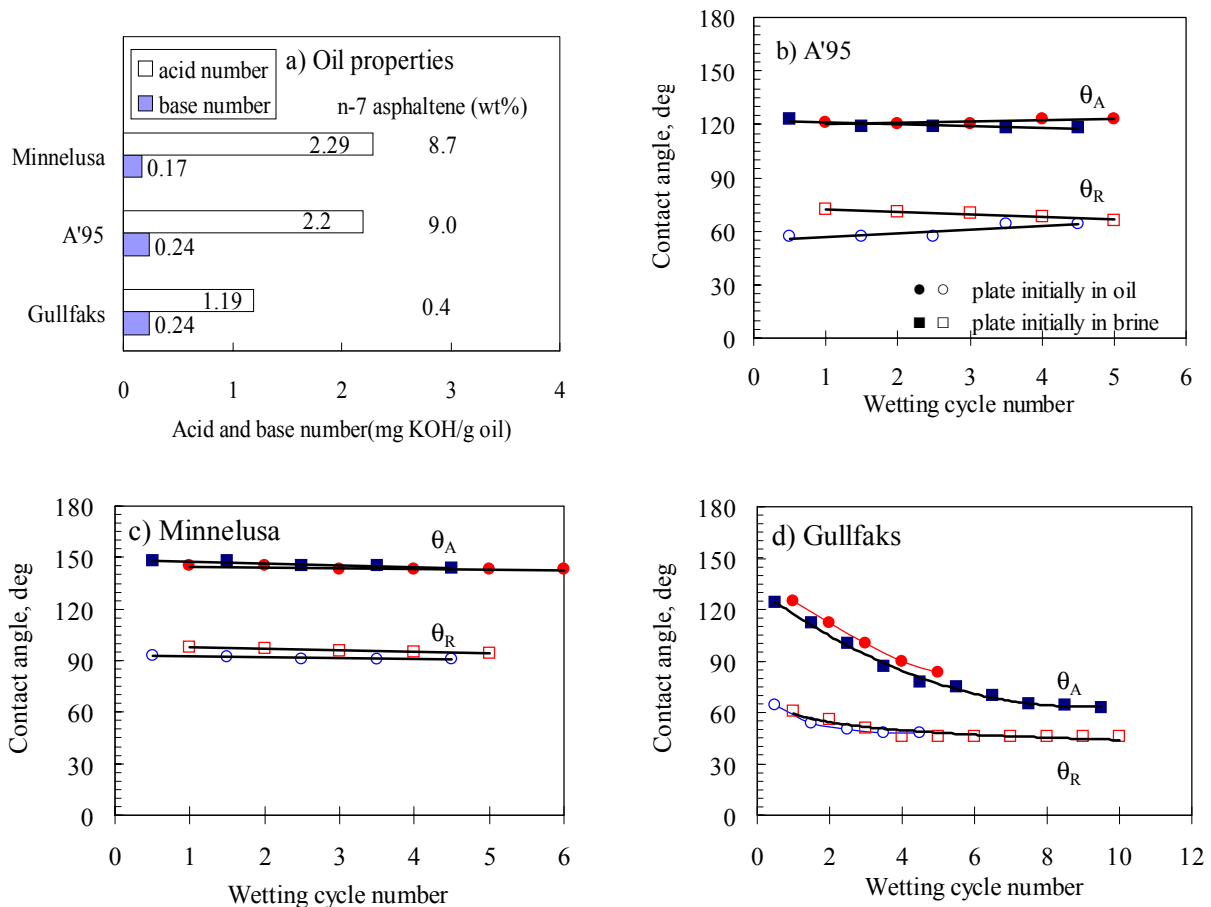 a) Oil properties
acid number
base number
n-7 asphaltene (wt%)
Minnelusa
2.29
8.7
0.17
A'95
2.2
9.0
0.24
Gullfaks
1.19
0.4
0.24
0 1 2 3 4
Acid and base number(mg KOH/g oil)
b) A'95
180
150
120
90
60
30
0
Contact angle, deg
θA
θR
plate initially in oil
plate initially in brine
0 1 2 3 4 5 6
Wetting cycle number
c) Minnelusa
180
150
120
90
60
30
0
Contact angle, deg
θA
θR
0 1 2 3 4 5 6
Wetting cycle number
d) Gullfaks
180
150
120
90
60
30
0
Contact angle, deg
θA
θR
0 2 4 6 8 10 12
Wetting cycle number